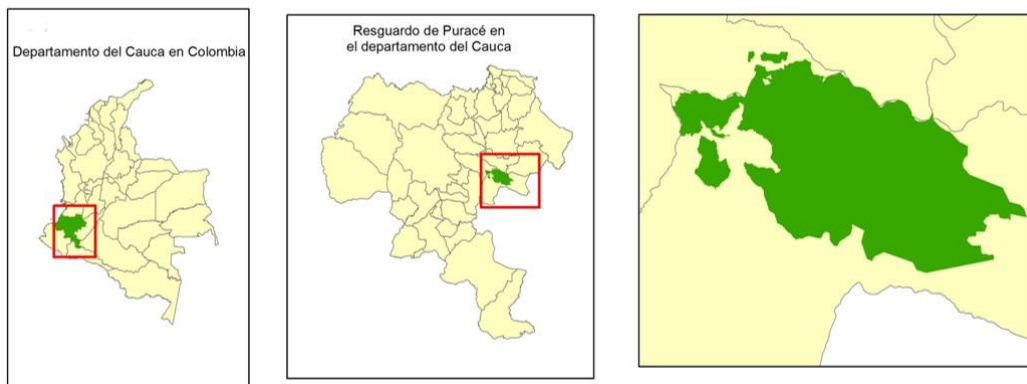 Departamento del Cauca en Colombia
Resguardo de Puracé en
el departamento del Cauca